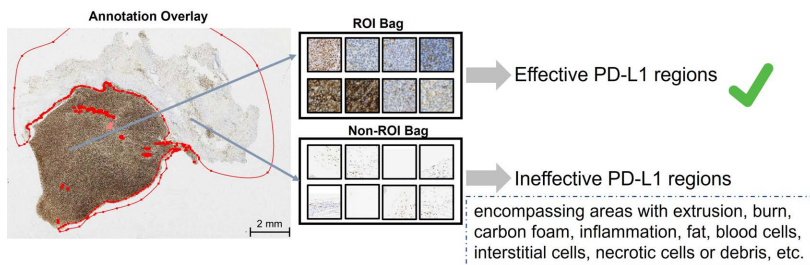 Annotation Overlay
2 mm
ROI Bag
Effective PD-L1 regions
Non-ROI Bag
Ineffective PD-L1 regions
encompassing areas with extrusion, burn,
carbon foam, inflammation, fat, blood cells,
interstitial cells, necrotic cells or debris, etc.